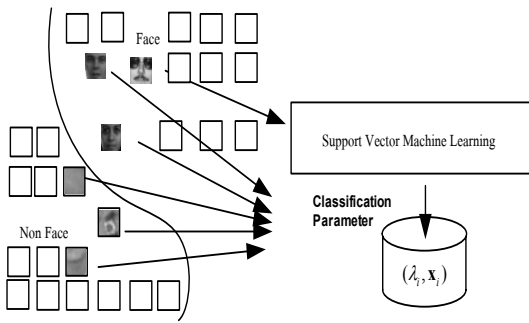 Face
Support Vector Machine Learning
Classification
Parameter
Non Face
(λᵢ, xᵢ)